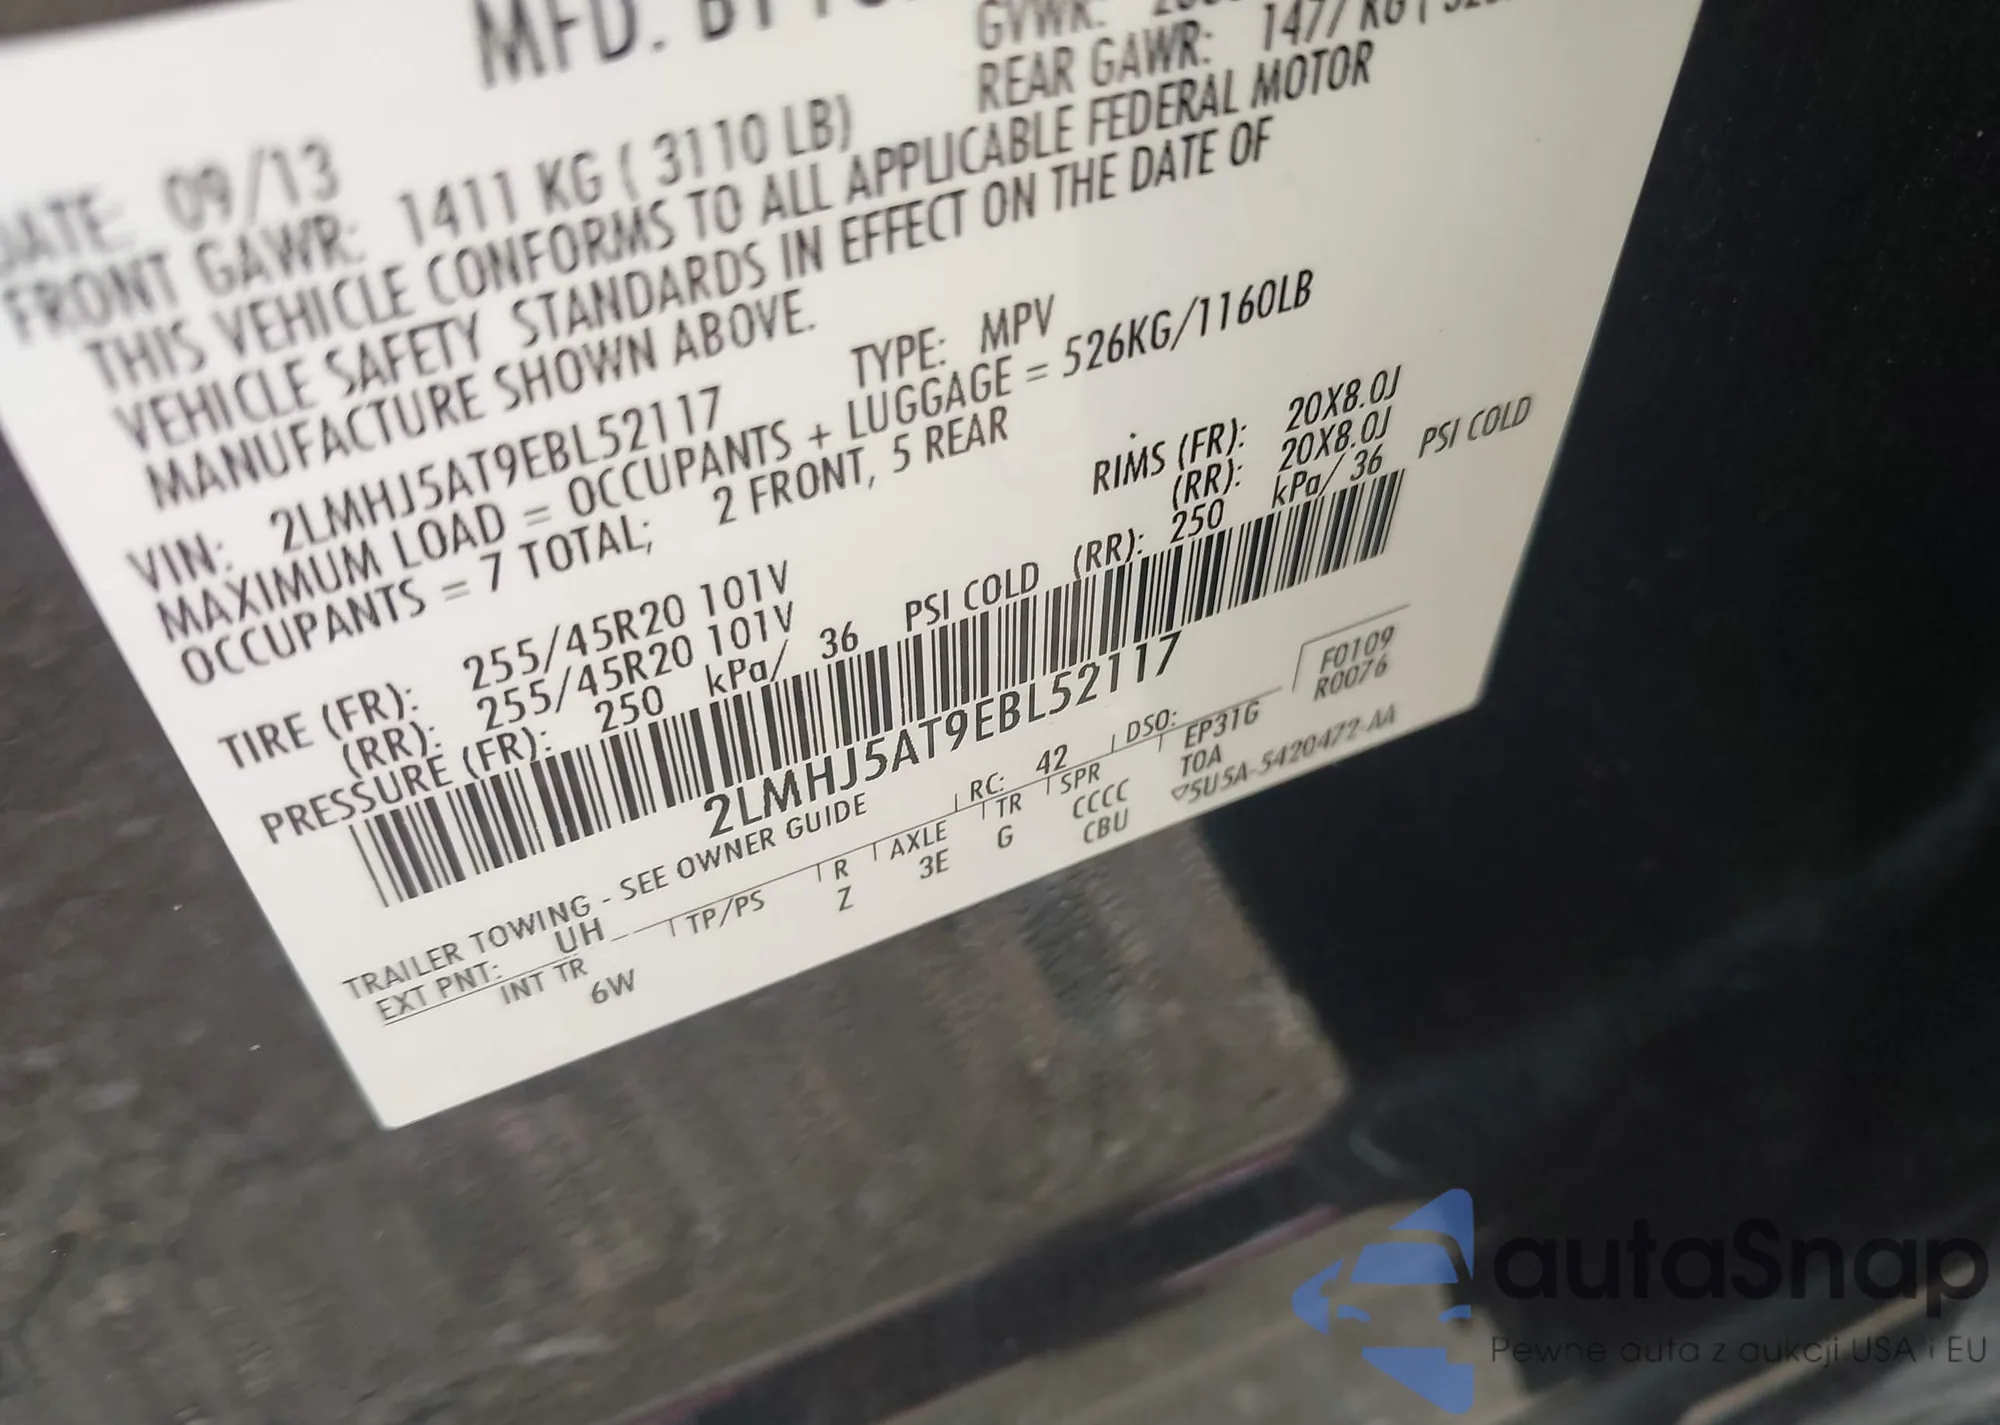 MFD. BY
GVWR:
DATE: 09/13
REAR GAWR: 1477 KG
FRONT GAWR: 1411 KG ( 3110 LB)
THIS VEHICLE CONFORMS TO ALL APPLICABLE FEDERAL MOTOR
VEHICLE SAFETY STANDARDS IN EFFECT ON THE DATE OF
MANUFACTURE SHOWN ABOVE.
VIN: 2LMHJ5AT9EBL52117 TYPE: MPV
MAXIMUM LOAD = OCCUPANTS + LUGGAGE = 526KG/1160LB
OCCUPANTS = 7 TOTAL; 2 FRONT, 5 REAR
TIRE (FR): 255/45R20 101V RIMS (FR): 20X8.0J
(RR): 255/45R20 101V (RR): 20X8.0J
PRESSURE (FR): 250 kPa/ 36 PSI COLD (RR): 250 kPa/ 36 PSI COLD
2LMHJ5AT9EBL52117
TRAILER TOWING - SEE OWNER GUIDE
EXT PNT: UH RC: 42 DSO: F0109
INT TR TP/PS R AXLE TR SPR EP31G R0076
6W Z 3E G CCCC TOA
CBU ▽5U5A-5420472-AA
autaSnap
Pewne auta z aukcji USA i EU